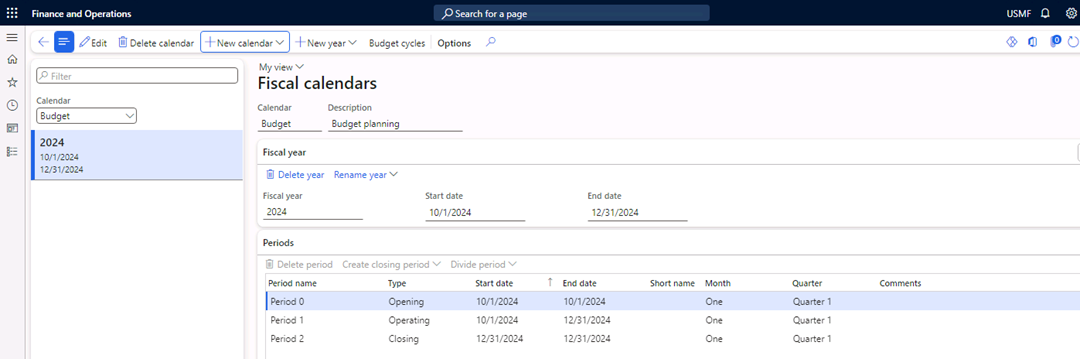 Finance and Operations
Search for a page
USMF
Edit
Delete calendar
New calendar
New year
Budget cycles
Options
0
Filter
Calendar
Budget
2024
10/1/2024
12/31/2024
My view
Fiscal calendars
Calendar Description
Budget Budget planning
Fiscal year
Delete year Rename year
Fiscal year Start date End date
2024 10/1/2024 12/31/2024
Periods
Delete period Create closing period Divide period
Period name Type Start date End date Short name Month Quarter Comments
Period 0 Opening 10/1/2024 10/1/2024 One Quarter 1
Period 1 Operating 10/1/2024 12/31/2024 One Quarter 1
Period 2 Closing 12/31/2024 12/31/2024 One Quarter 1